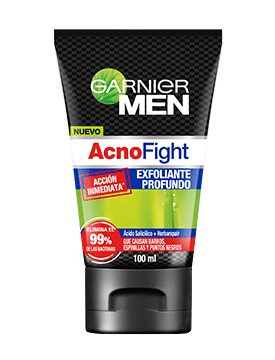 GARNIER
MEN
NUEVO
AcnoFight
ACCIÓN
INMEDIATA*
EXFOLIANTE
PROFUNDO
ELIMINA EL
99%
DE LAS BACTERIAS
Ácido Salicílico + Herbarepair
QUE CAUSAN BARROS,
ESPINILLAS Y PUNTOS NEGROS
100 ml